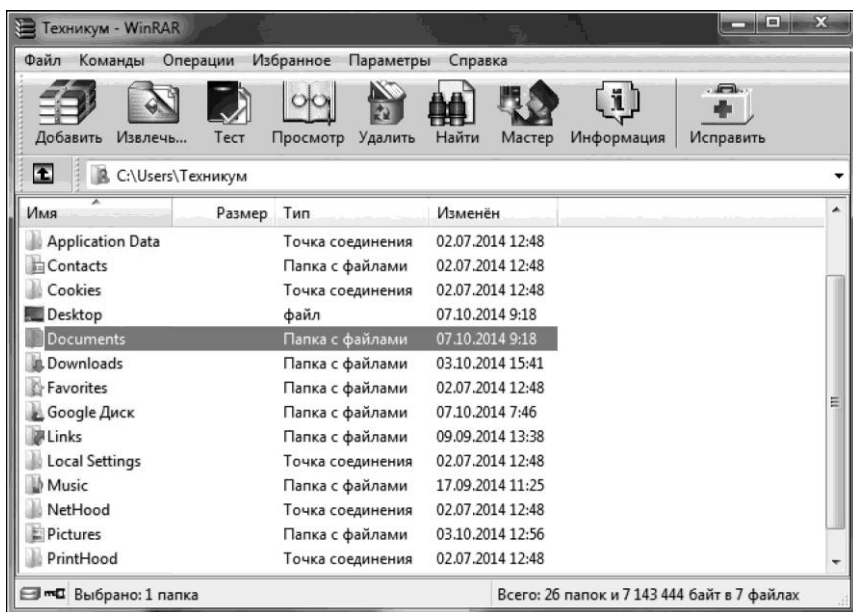 Техникум - WinRAR
Файл Команды Операции Избранное Параметры Справка
Добавить Извлечь... Тест Просмотр Удалить Найти Мастер Информация Исправить
C:\Users\Техникум
Имя Размер Тип Изменён
Application Data Точка соединения 02.07.2014 12:48
Contacts Папка с файлами 02.07.2014 12:48
Cookies Точка соединения 02.07.2014 12:48
Desktop файл 07.10.2014 9:18
Documents Папка с файлами 07.10.2014 9:18
Downloads Папка с файлами 03.10.2014 15:41
Favorites Папка с файлами 02.07.2014 12:48
Google Диск Папка с файлами 07.10.2014 7:46
Links Папка с файлами 09.09.2014 13:38
Local Settings Точка соединения 02.07.2014 12:48
Music Папка с файлами 17.09.2014 11:25
NetHood Точка соединения 02.07.2014 12:48
Pictures Папка с файлами 03.10.2014 12:56
PrintHood Точка соединения 02.07.2014 12:48
Выбрано: 1 папка Всего: 26 папок и 7 143 444 байт в 7 файлах